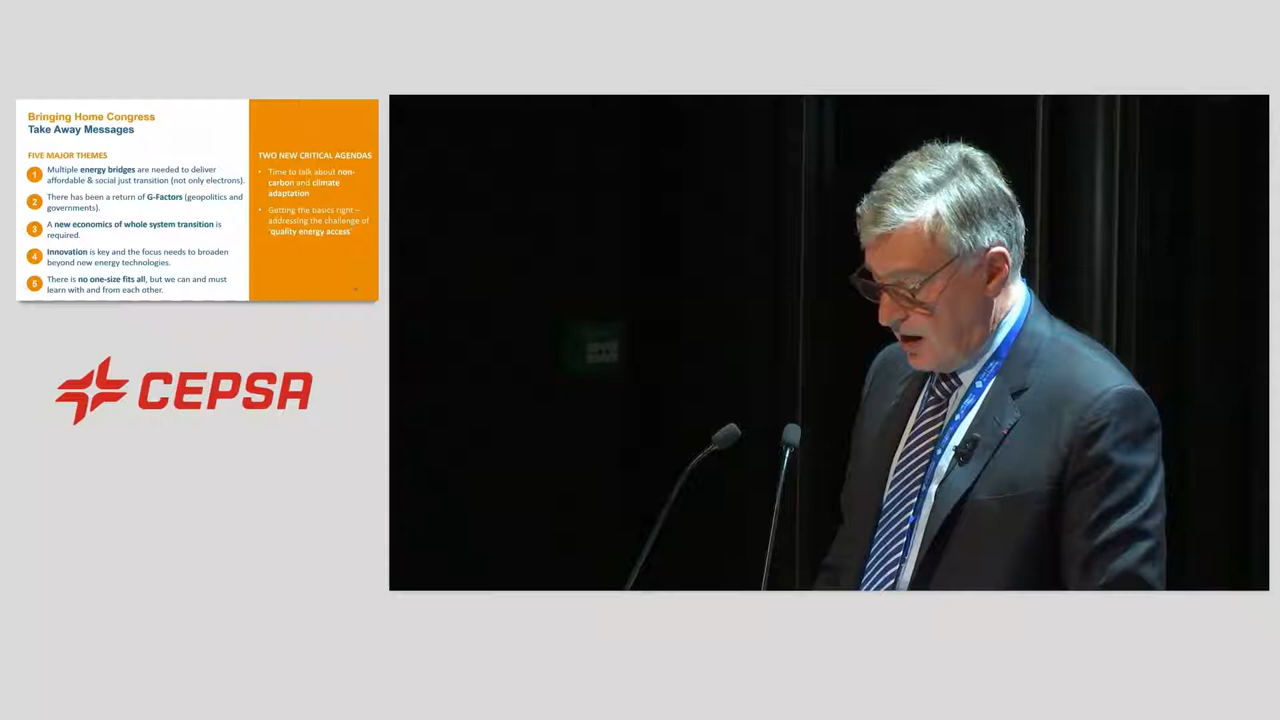 Bringing Home Congress
Take Away Messages
FIVE MAJOR THEMES
1 Multiple energy bridges are needed to deliver
affordable & social just transition (not only electrons).
2 There has been a return of G-Factors (geopolitics and
governments).
3 A new economics of whole system transition is
required.
4 Innovation is key and the focus needs to broaden
beyond new energy technologies.
5 There is no one-size fits all, but we can and must
learn with and from each other.
TWO NEW CRITICAL AGENDAS
• Time to talk about non-
carbon and climate
adaptation
• Getting the basics right –
addressing the challenge of
'quality energy access'
CEPSA